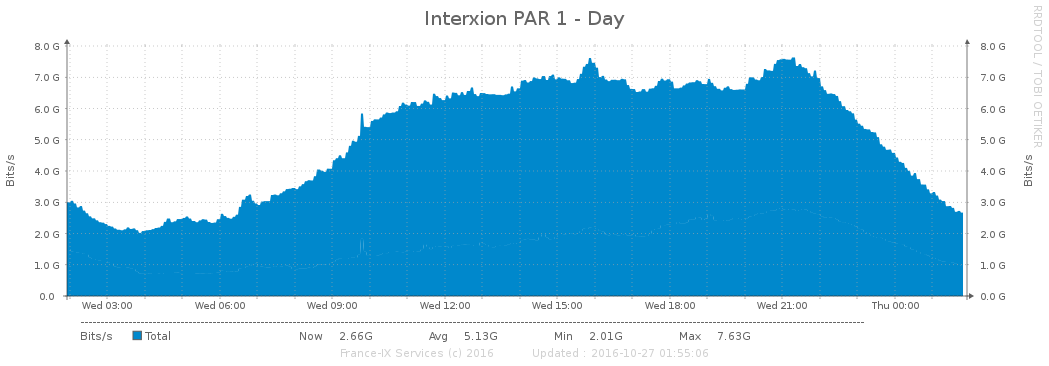 Interxion PAR 1 - Day
RRDTOOL / TOBI OETIKER
Bits/s
8.0 G
7.0 G
6.0 G
5.0 G
4.0 G
3.0 G
2.0 G
1.0 G
0.0
8.0 G
7.0 G
6.0 G
5.0 G
4.0 G
3.0 G
2.0 G
1.0 G
0.0 G
Bits/s
Wed 03:00 Wed 06:00 Wed 09:00 Wed 12:00 Wed 15:00 Wed 18:00 Wed 21:00 Thu 00:00
Bits/s Total Now 2.66G Avg 5.13G Min 2.01G Max 7.63G
France-IX Services (c) 2016 Updated : 2016-10-27 01:55:06